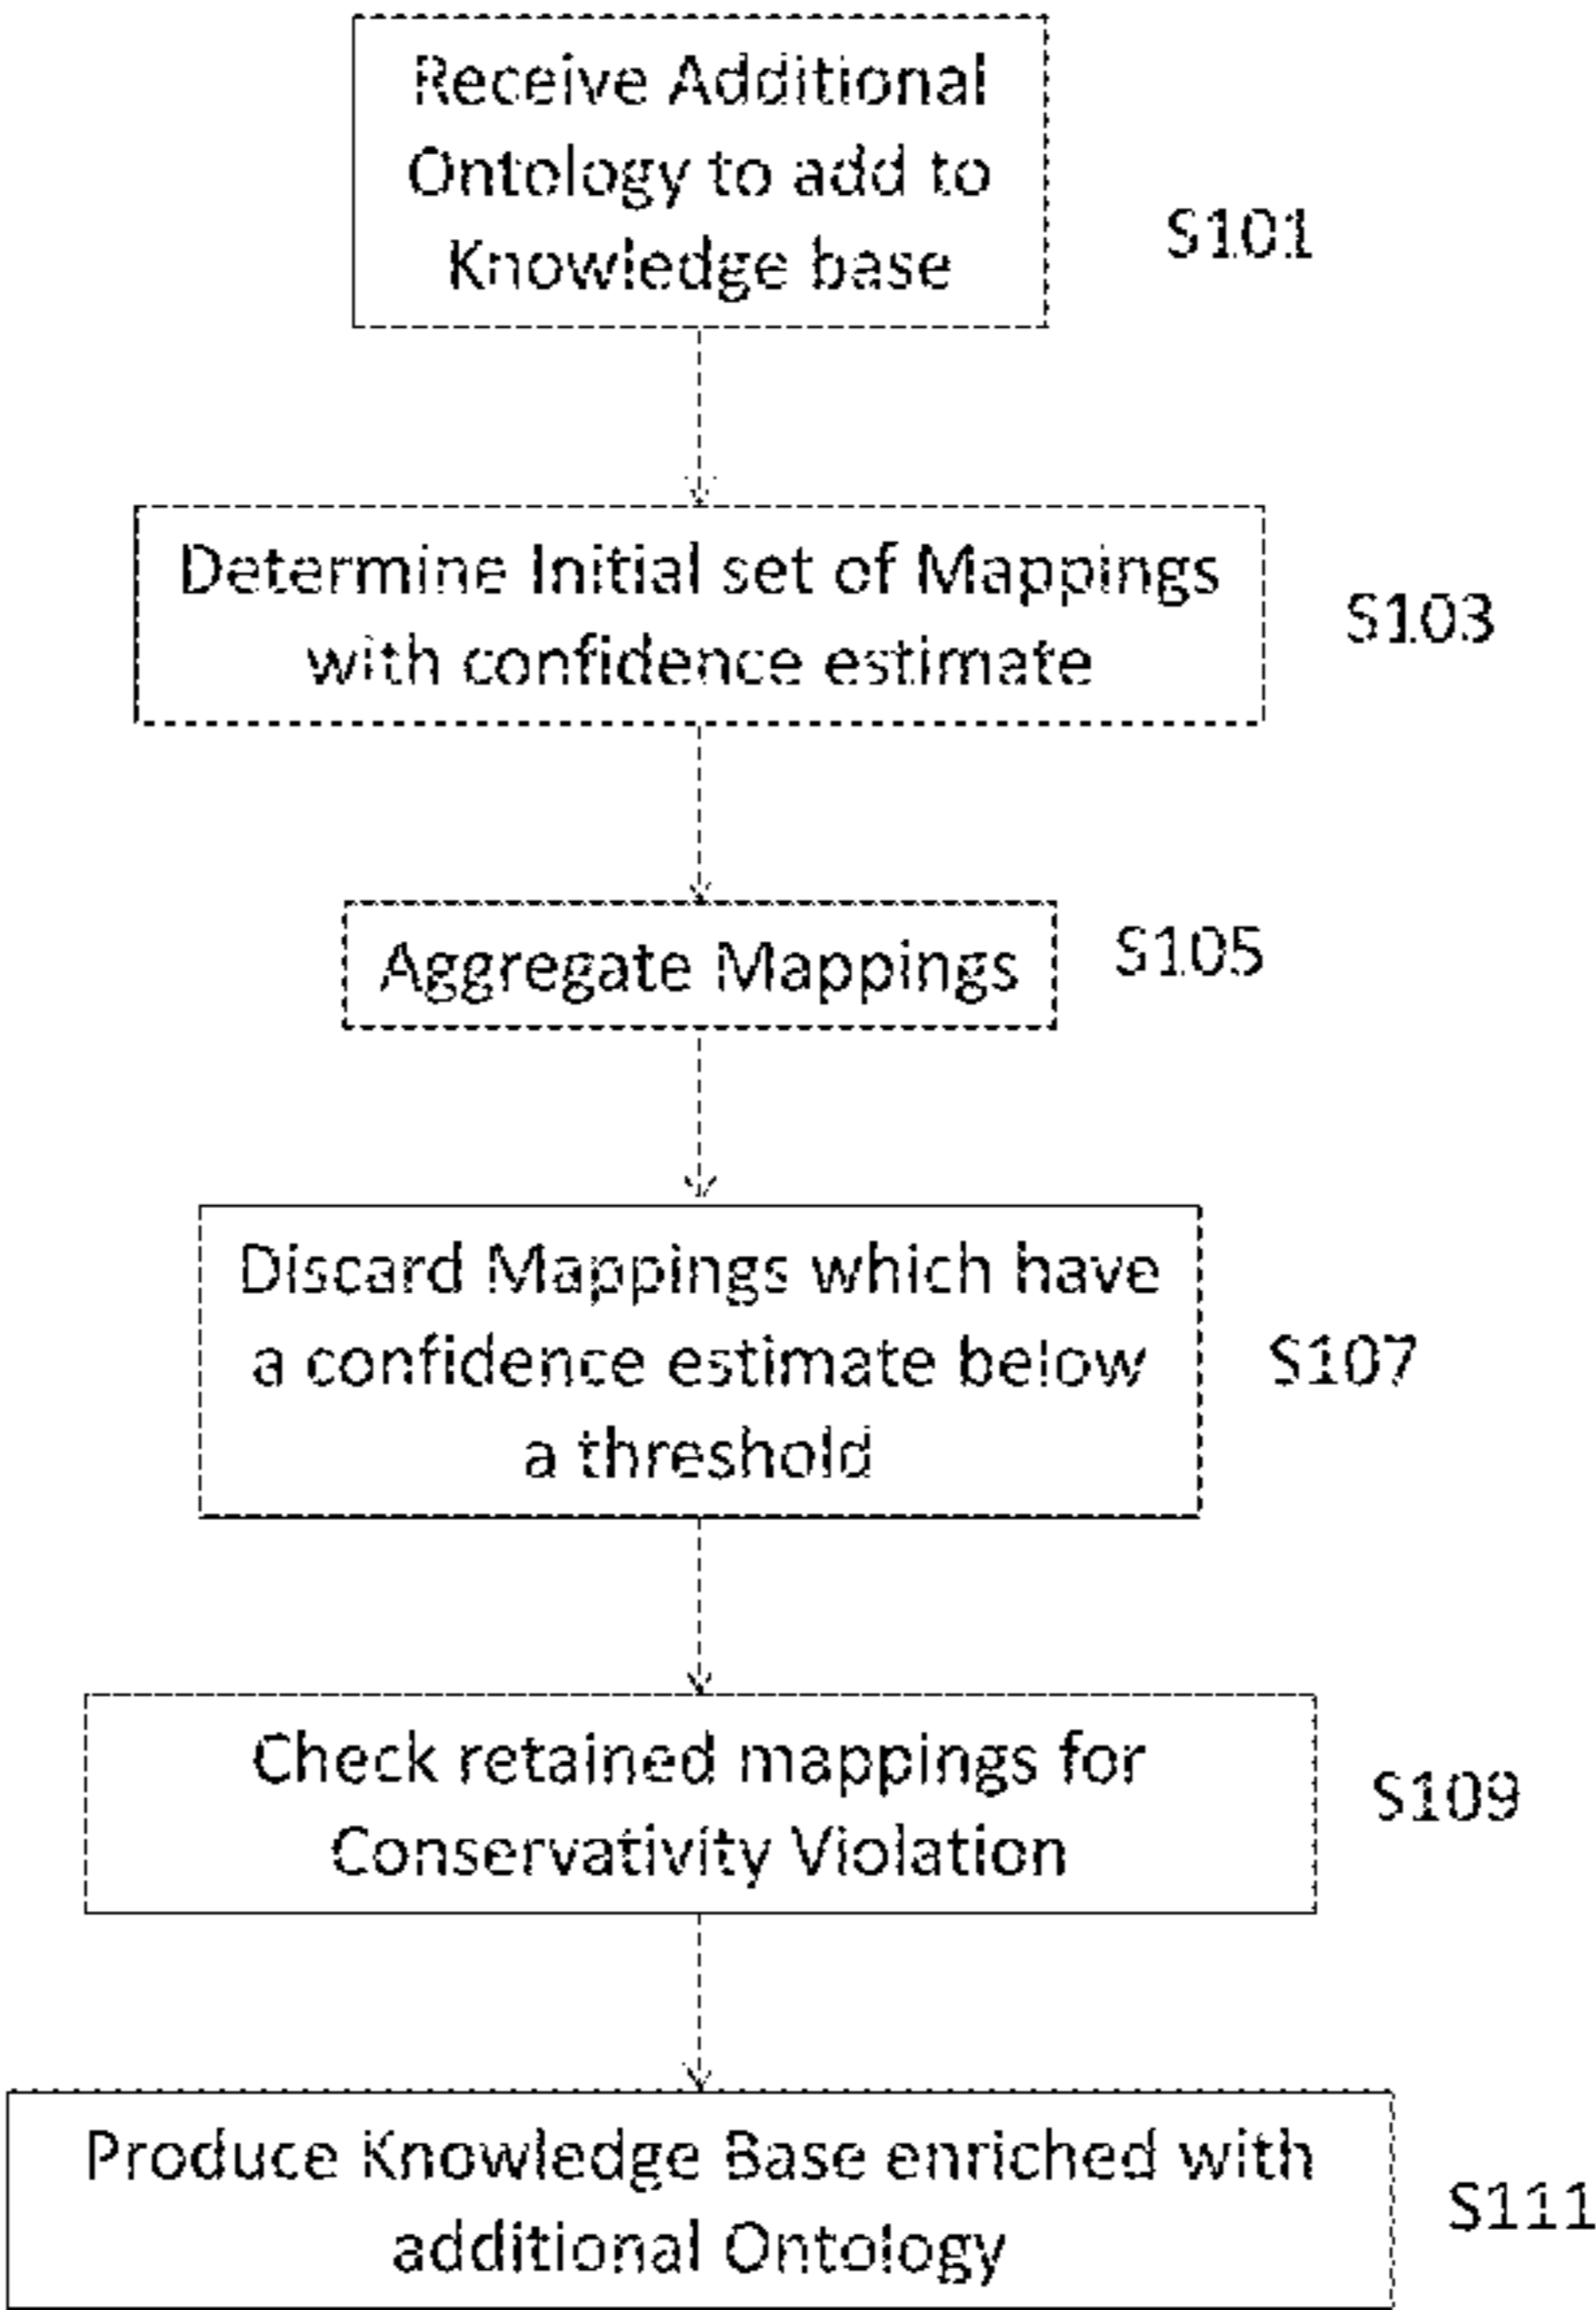 Receive Additional
Ontology to add to
Knowledge base
S101
Determine Initial set of Mappings
with confidence estimate
S103
Aggregate Mappings
S105
Discard Mappings which have
a confidence estimate below
a threshold
S107
Check retained mappings for
Conservativity Violation
S109
Produce Knowledge Base enriched with
additional Ontology
S111